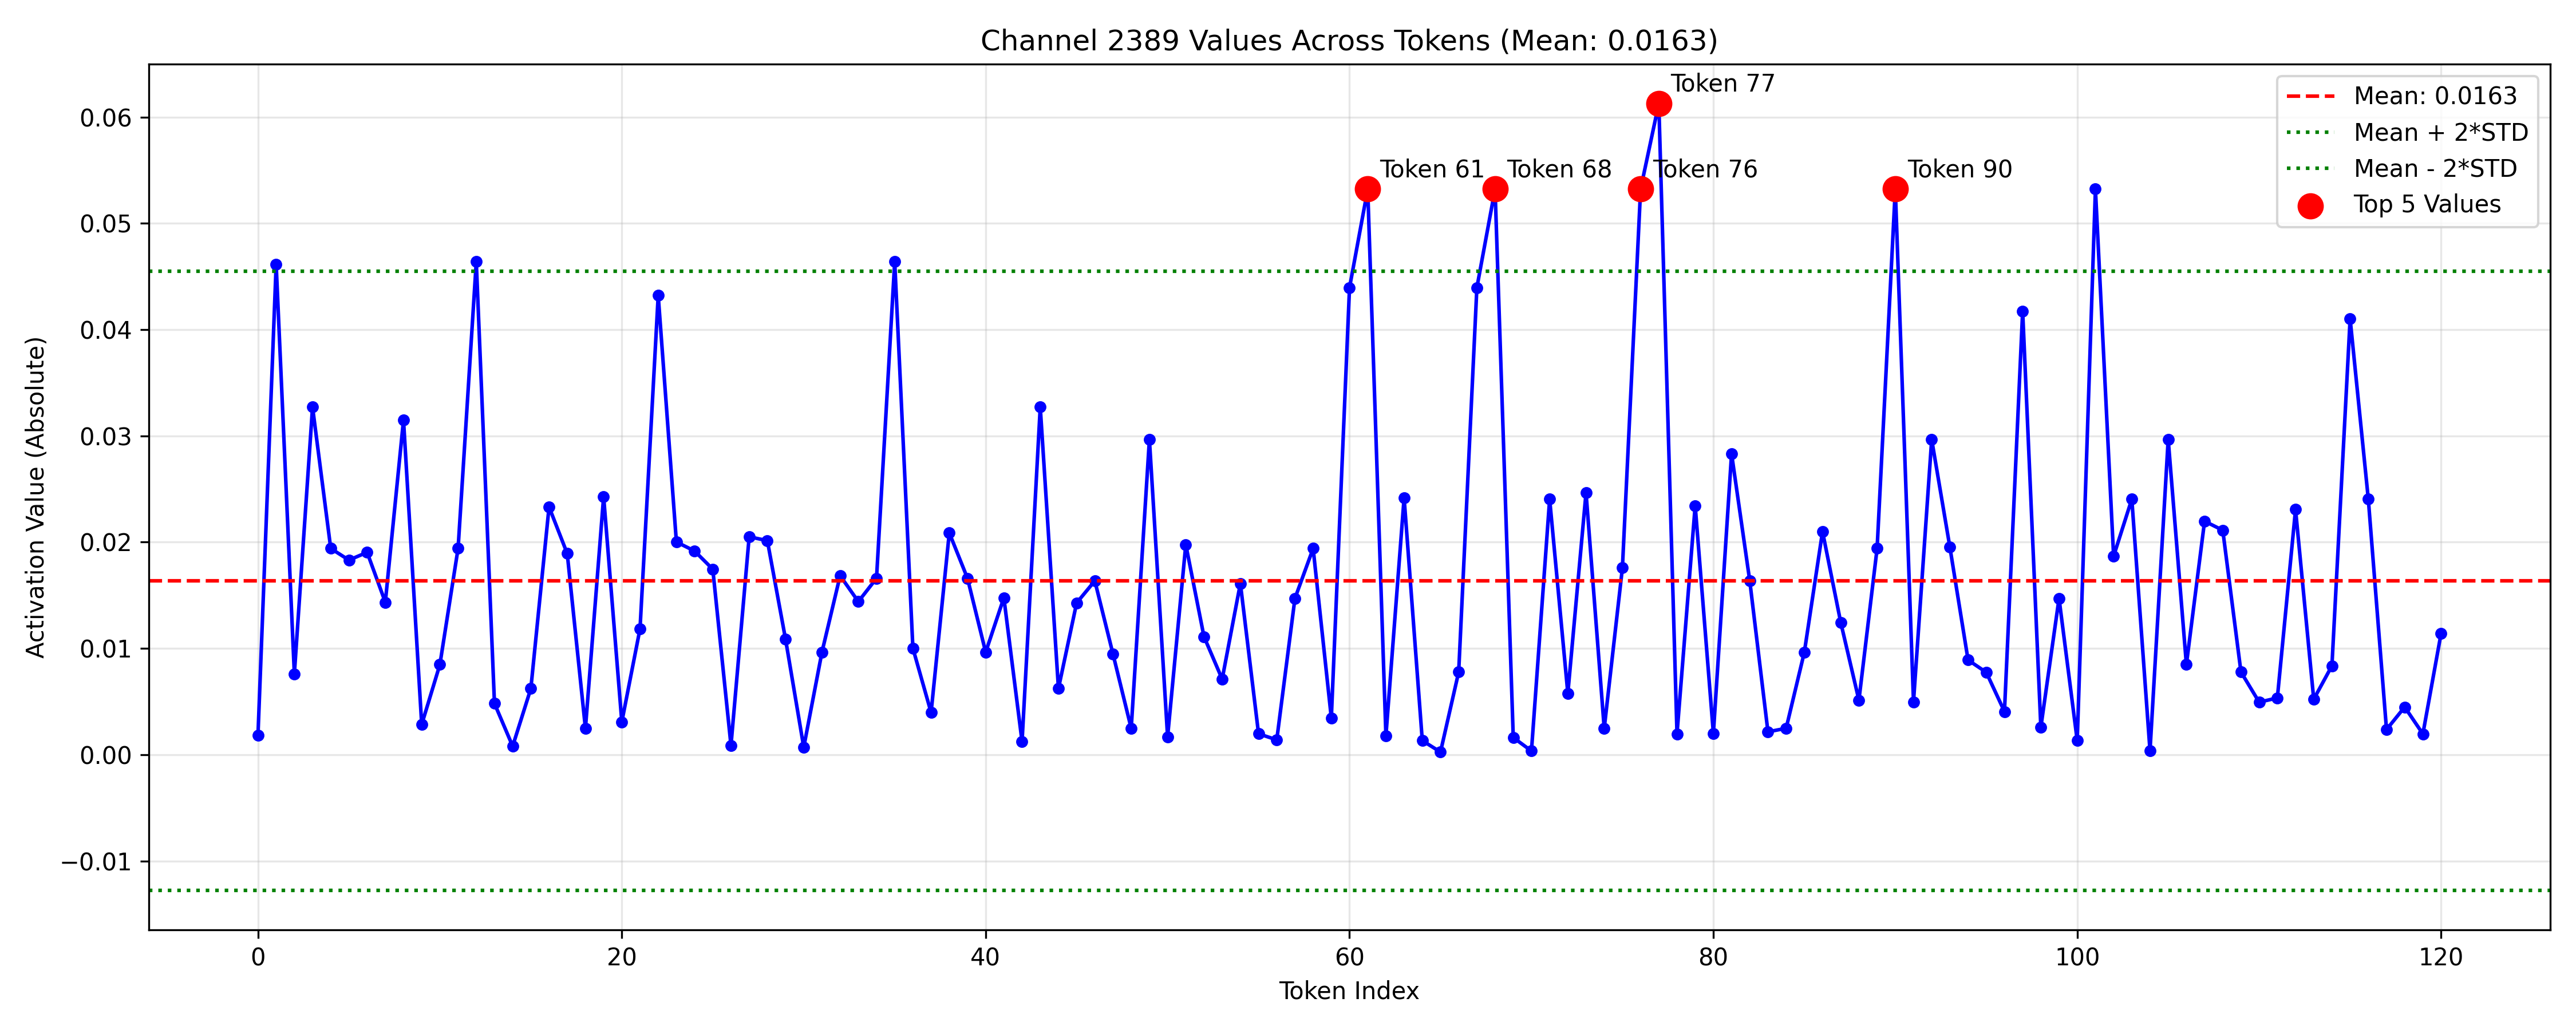 Channel 2389 Values Across Tokens (Mean: 0.0163)
Token 77
Token 61
Token 68
Token 76
Token 90
Mean: 0.0163
Mean + 2*STD
Mean - 2*STD
Top 5 Values
Activation Value (Absolute)
0.06
0.05
0.04
0.03
0.02
0.01
0.00
−0.01
0
20
40
60
80
100
120
Token Index